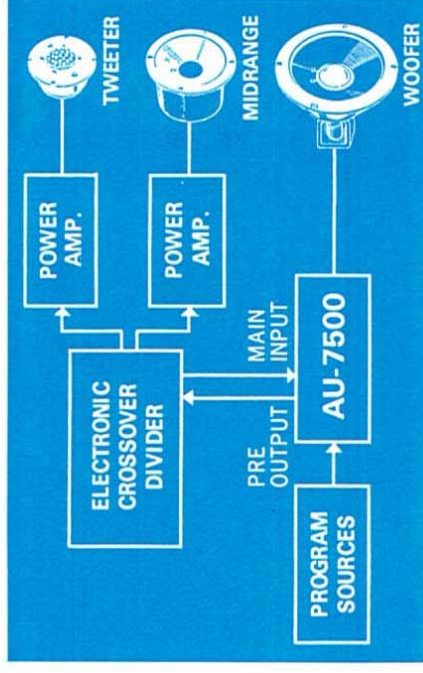 TWEETER
MIDRANGE
WOOFER
POWER
AMP.
POWER
AMP.
ELECTRONIC
CROSSOVER
DIVIDER
PRE
OUTPUT
MAIN
INPUT
AU-7500
PROGRAM
SOURCES